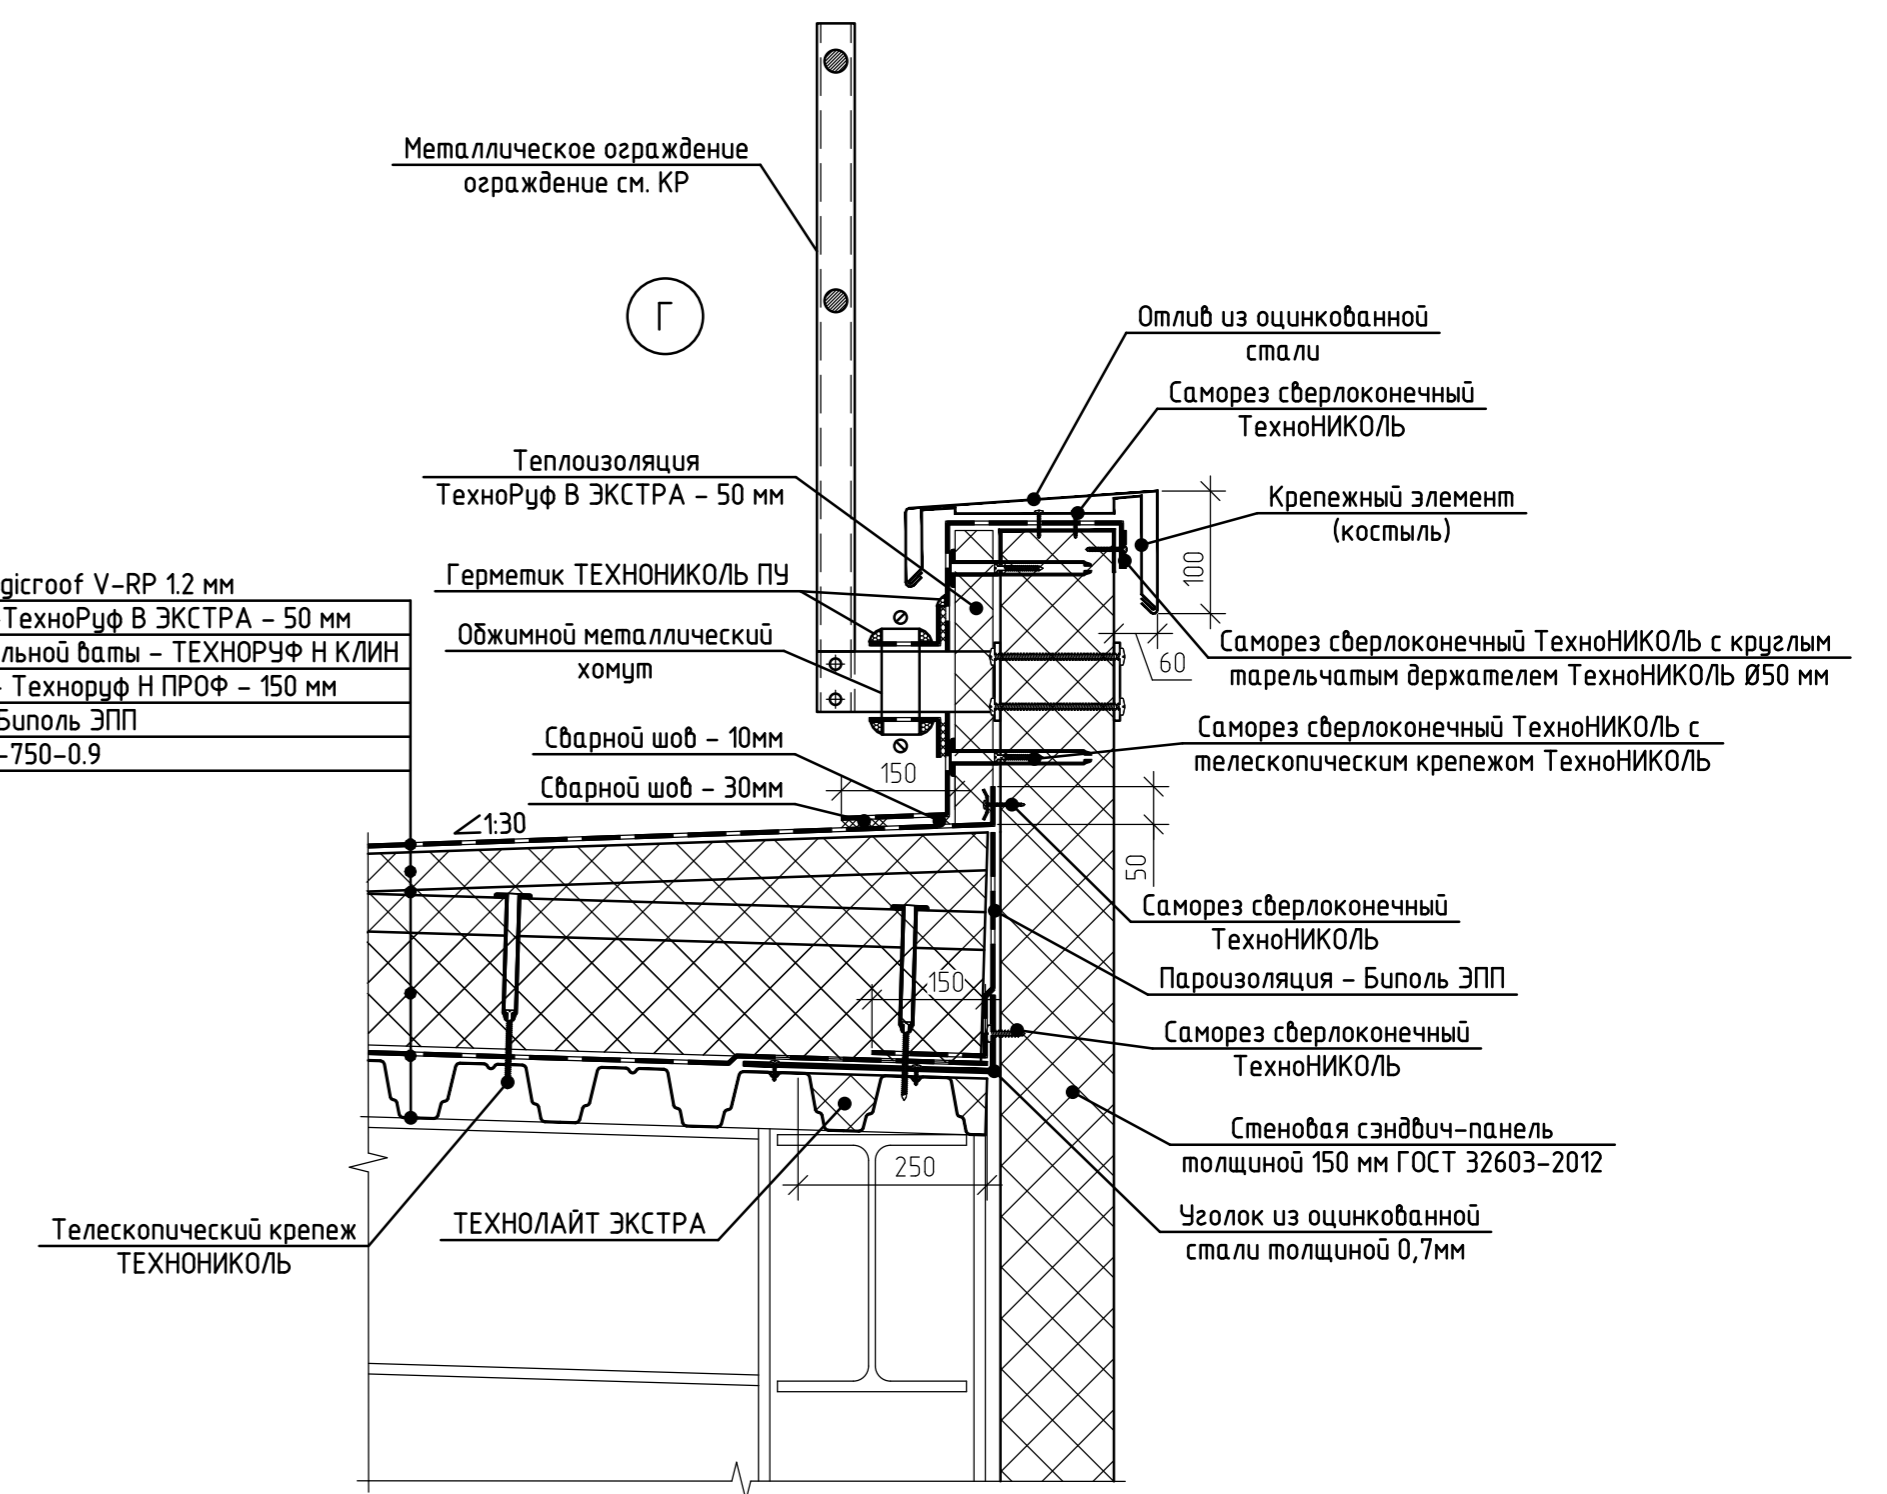 Металлическое ограждение
ограждение см. КР
Г
Отлив из оцинкованной
стали
Саморез сверлоконечный
ТехноНИКОЛЬ
Теплоизоляция
ТехноРуф В ЭКСТРА – 50 мм
Крепежный элемент
(костыль)
100
gicroof V-RP 1.2 мм
ТехноРуф В ЭКСТРА – 50 мм
льной ваты – ТЕХНОРУФ Н КЛИН
- Техноруф Н ПРОФ – 150 мм
Биполь ЭПП
-750-0.9
Герметик ТЕХНОНИКОЛЬ ПУ
Обжимной металлический
хомут
60
Саморез сверлоконечный ТехноНИКОЛЬ с круглым
тарельчатым держателем ТехноНИКОЛЬ Ø50 мм
Сварной шов – 10мм
150
Саморез сверлоконечный ТехноНИКОЛЬ с
телескопическим крепежом ТехноНИКОЛЬ
Сварной шов – 30мм
1:30
50
Саморез сверлоконечный
ТехноНИКОЛЬ
150
Пароизоляция – Биполь ЭПП
Саморез сверлоконечный
ТехноНИКОЛЬ
Стеновая сэндвич-панель
толщиной 150 мм ГОСТ 32603-2012
250
Телескопический крепеж
ТЕХНОНИКОЛЬ
ТЕХНОЛАЙТ ЭКСТРА
Уголок из оцинкованной
стали толщиной 0,7мм